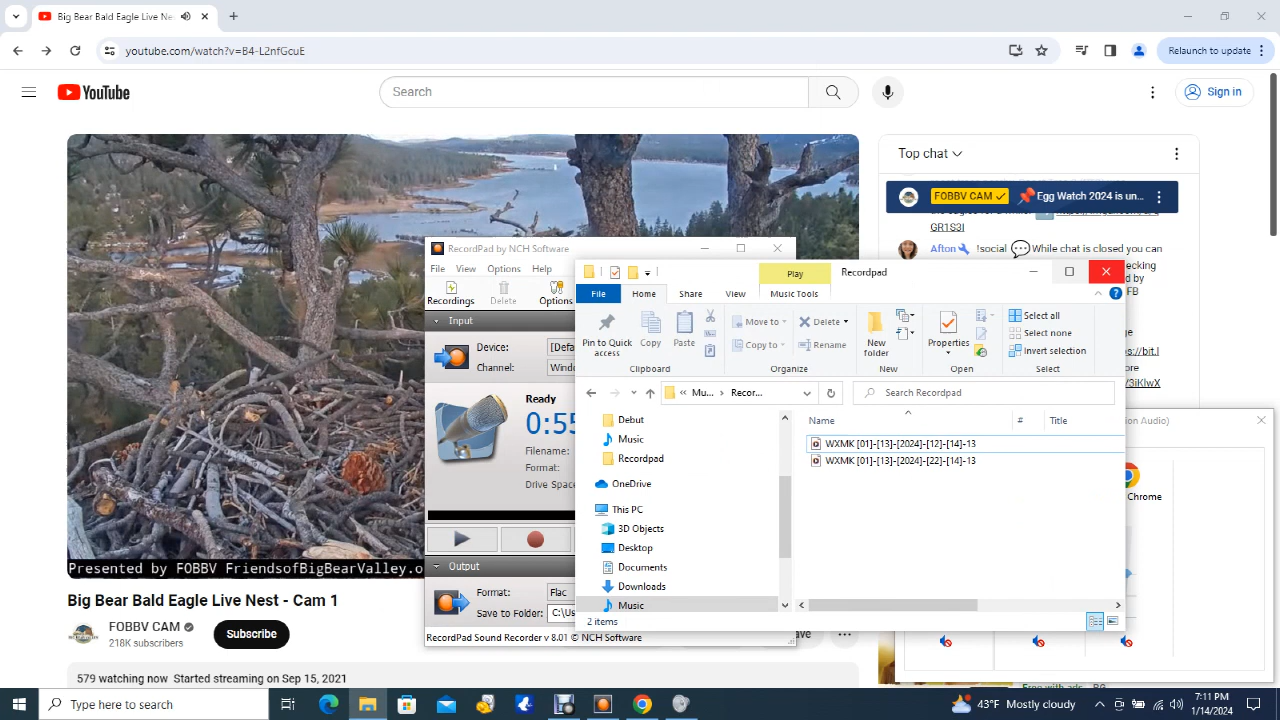 Big Bear Bald Eagle Live Ne
youtube.com/watch?v=B4-L2nfGcuE
Relaunch to update
YouTube
Search
Sign in
Top chat
FOBBV CAM
Egg Watch 2024 is un...
GR1S3I
Afton
!social
While chat is closed you can
Presented by FOBBV FriendsofBigBearValley.o
RecordPad by NCH Software
File View Options Help
Recordings
Delete
Options
Input
Device:
[Def
Channel:
Windo
Ready
0:55
Filename:
Format:
Drive Space
Output
Format:
Flac
Save to Folder:
C:\Us
RecordPad Sound Recorder v 8.01 © NCH Software
Play
Recordpad
File
Home
Share
View
Music Tools
Pin to Quick access
Copy
Paste
Move to
Copy to
Delete
Rename
New folder
Properties
Select all
Select none
Invert selection
Clipboard
Organize
New
Open
Select
Mu...
Recor...
Search Recordpad
Debut
Music
Recordpad
OneDrive
This PC
3D Objects
Desktop
Documents
Downloads
Music
Name
#
Title
WXMK [01]-[13]-[2024]-[12]-[14]-13
WXMK [01]-[13]-[2024]-[22]-[14]-13
2 items
on Audio)
Chrome
Big Bear Bald Eagle Live Nest - Cam 1
FOBBV CAM
218K subscribers
Subscribe
579 watching now Started streaming on Sep 15, 2021
Type here to search
43°F Mostly cloudy
7:11 PM
1/14/2024